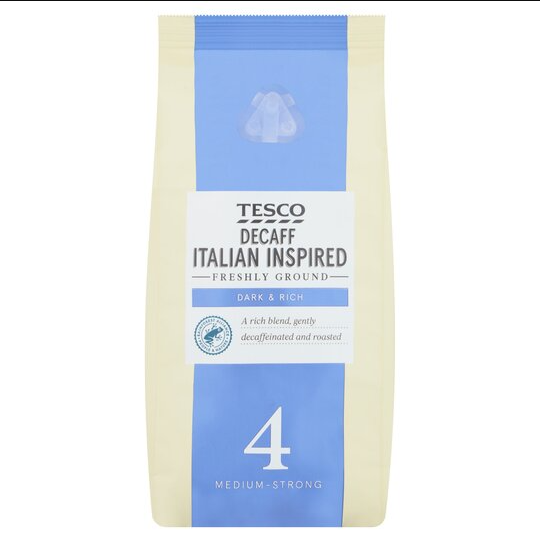 TESCO
DECAFF
ITALIAN INSPIRED
FRESHLY GROUND
DARK & RICH
A rich blend, gently
decaffeinated and roasted
4
MEDIUM-STRONG